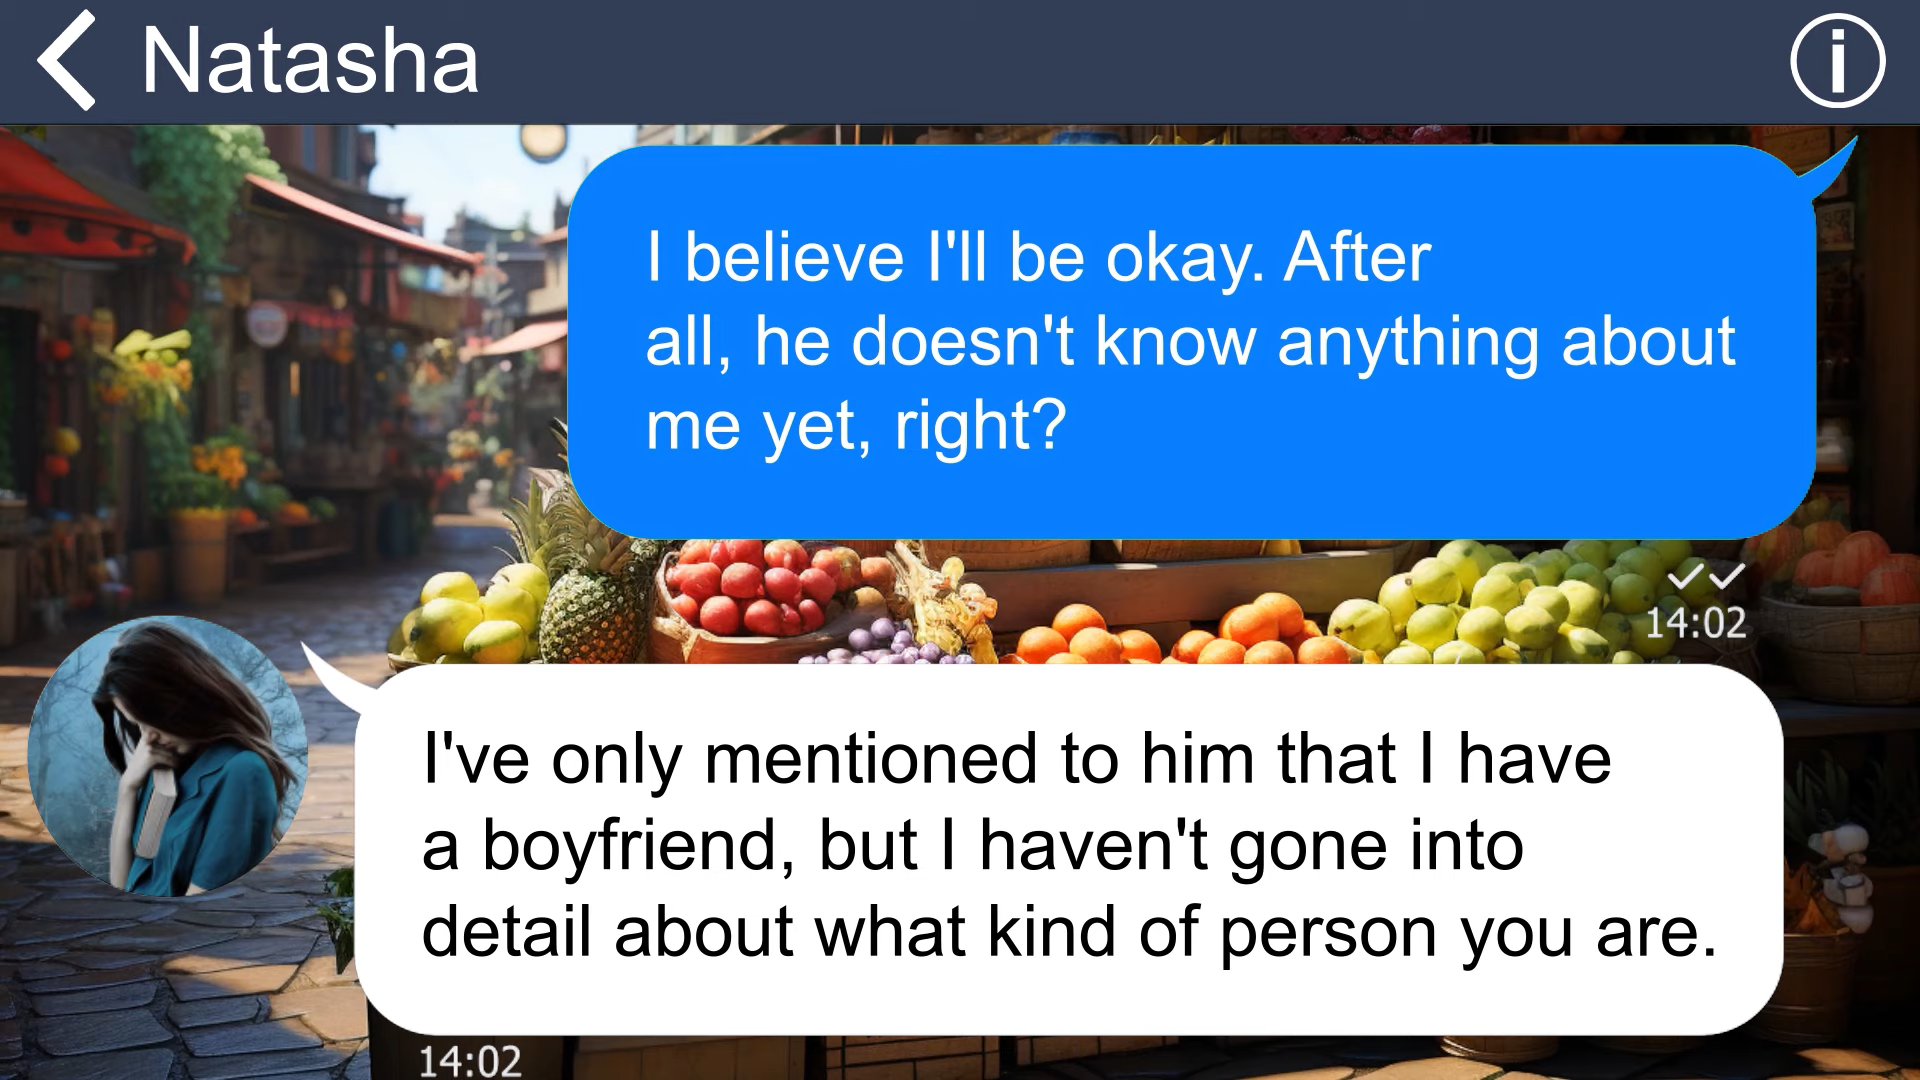 Natasha
I believe I'll be okay. After
all, he doesn't know anything about
me yet, right?
14:02
I've only mentioned to him that I have
a boyfriend, but I haven't gone into
detail about what kind of person you are.
14:02